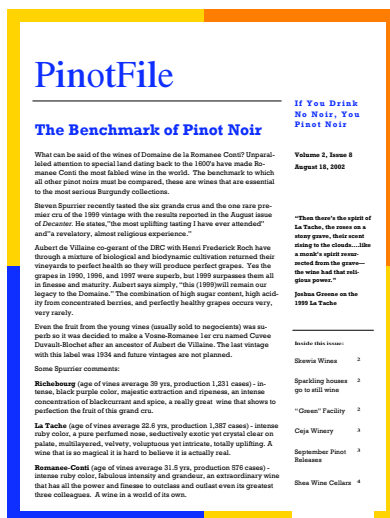 PinotFile
If You Drink
No Noir, You
Pinot Noir
The Benchmark of Pinot Noir
What can be said of the wines of Domaine de la Romanee Conti? Unparal-
leled attention to special land dating back to the 1600's have made Ro-
manee Conti the most fabled wine in the world. The benchmark to which
all other pinot noirs must be compared, these are wines that are essential
to the most serious Burgundy collections.
Steven Spurrier recently tasted the six grand crus and the one rare pre-
mier cru of the 1999 vintage with the results reported in the August issue
of Decanter. He states,"the most uplifting tasting I have ever attended"
and"a revelatory, almost religious experience."
Aubert de Villaine co-gerant of the DRC with Henri Frederick Roch have
through a mixture of biological and biodynamic cultivation returned their
vineyards to perfect health so they will produce perfect grapes. Yes the
grapes in 1990, 1996, and 1997 were superb, but 1999 surpasses them all
in finesse and maturity. Aubert says simply, "this (1999)will remain our
legacy to the Domaine." The combination of high sugar content, high acid-
ity from concentrated berries, and perfectly healthy grapes occurs very,
very rarely.
Even the fruit from the young vines (usually sold to negocients) was su-
perb so it was decided to make a Vosne-Romanee 1er cru named Cuvee
Duvault-Blochet after an ancestor of Aubert de Villaine. The last vintage
with this label was 1934 and future vintages are not planned.
Some Spurrier comments:
Richebourg (age of vines average 39 yrs, production 1,231 cases) - in-
tense, black purple color, majestic extraction and ripeness, an intense
concentration of blackcurrant and spice, a really great wine that shows to
perfection the fruit of this grand cru.
La Tache (age of vines average 22.6 yrs, production 1,387 cases) - intense
ruby color, a pure perfumed nose, seductively exotic yet crystal clear on
palate, multilayered, velvety, voluptuous yet intricate, totally uplifting. A
wine that is so magical it is hard to believe it is actually real.
Romanee-Conti (age of vines average 31.5 yrs, production 576 cases) -
intense ruby color, fabulous intensity and grandeur, an extraordinary wine
that has all the power and finesse to outclass and outlast even its greatest
three colleagues. A wine in a world of its own.
Volume 2, Issue 8
August 18, 2002
"Then there's the spirit of
La Tache, the roses on a
stony grave, their scent
rising to the clouds....like
a monk's spirit resur-
rected from the grave—
the wine had that reli-
gious power."
Joshua Greene on the
1999 La Tache
Inside this issue:
Skewis Wines 2
Sparkling houses 2
go to still wine
"Green" Facility 2
Ceja Winery 3
September Pinot 3
Releases
Shea Wine Cellars 4